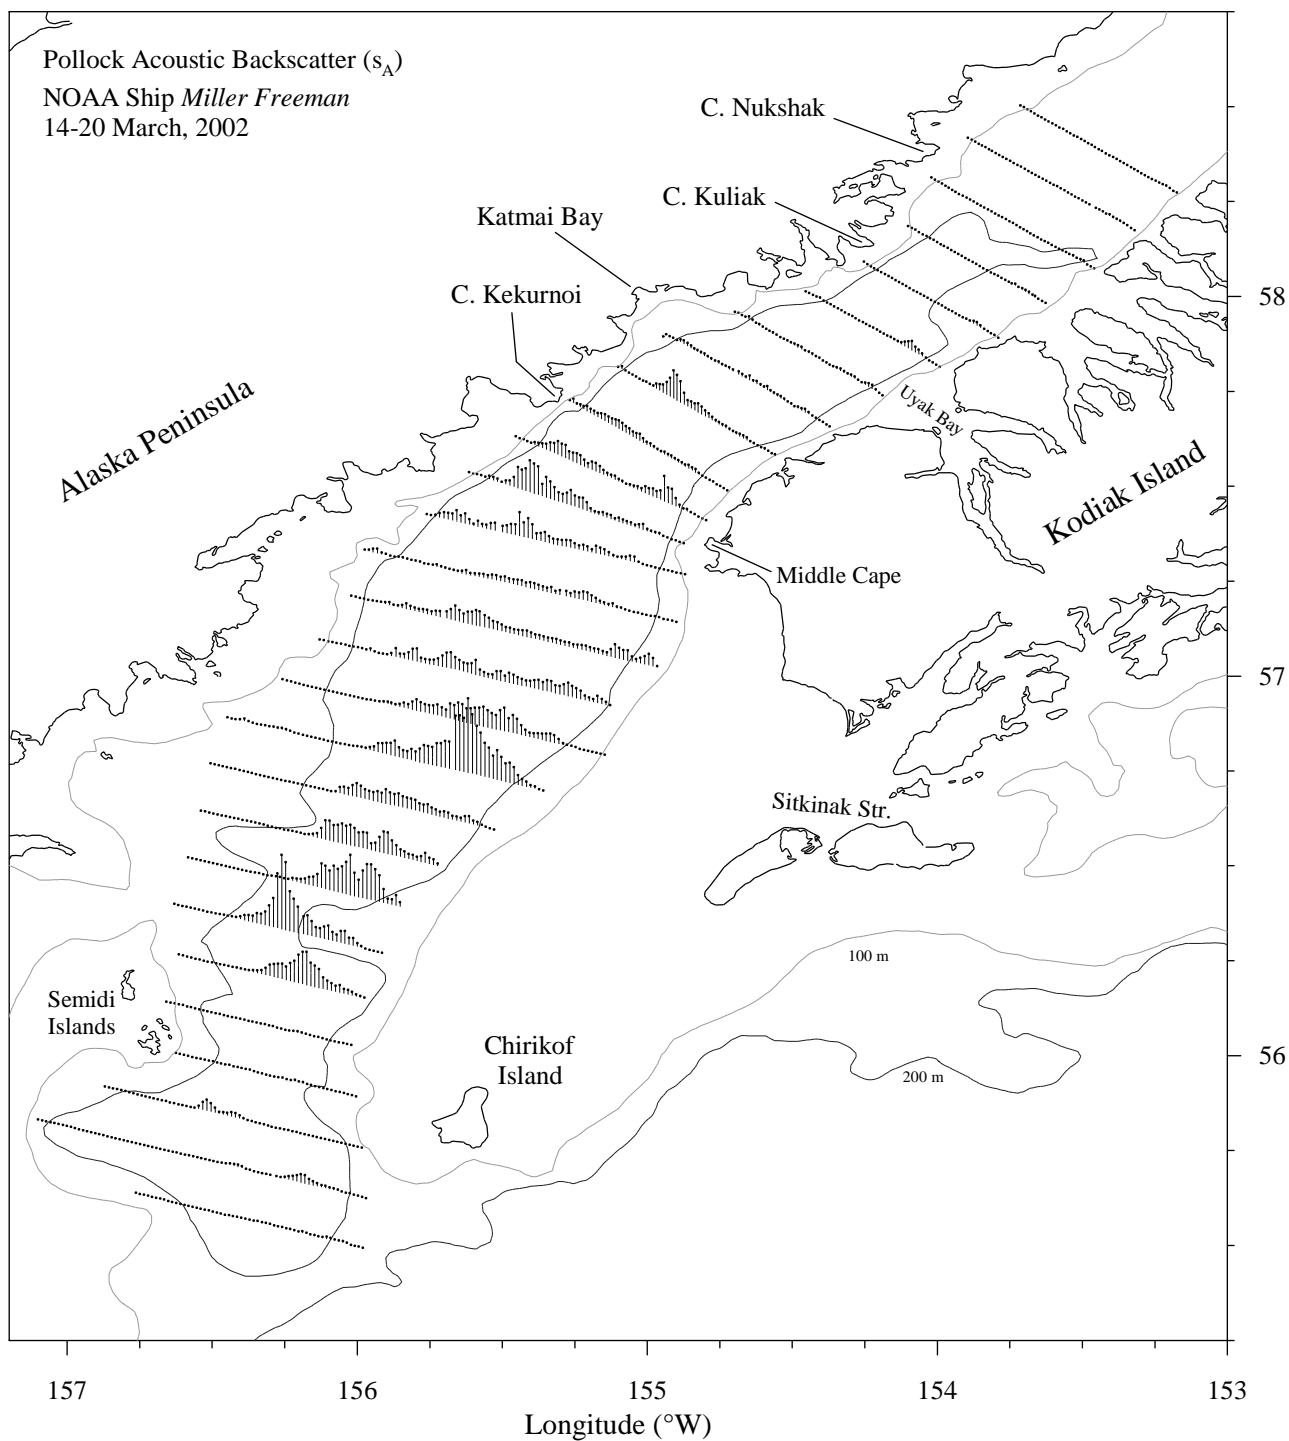 Pollock Acoustic Backscatter (sA)
NOAA Ship Miller Freeman
14-20 March, 2002
C. Nukshak
C. Kuliak
Katmai Bay
C. Kekurnoi
58
Alaska Peninsula
Uyak Bay
Kodiak Island
Middle Cape
57
Sitkinak Str.
100 m
Semidi
Islands
Chirikof
Island
56
200 m
157
156
155
154
153
Longitude (°W)